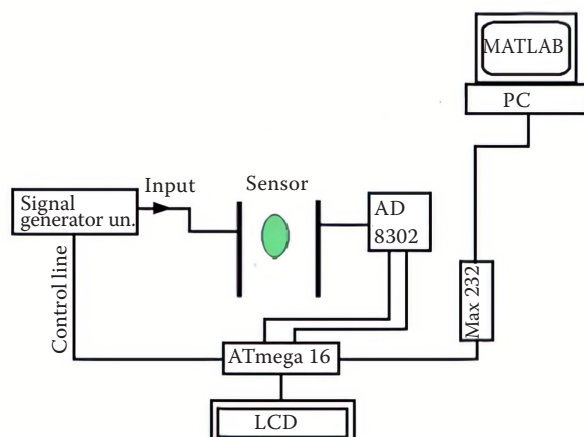 MATLAB
PC
Input
Sensor
Signal
generator un.
AD
8302
Control line
Max 232
ATmega 16
LCD